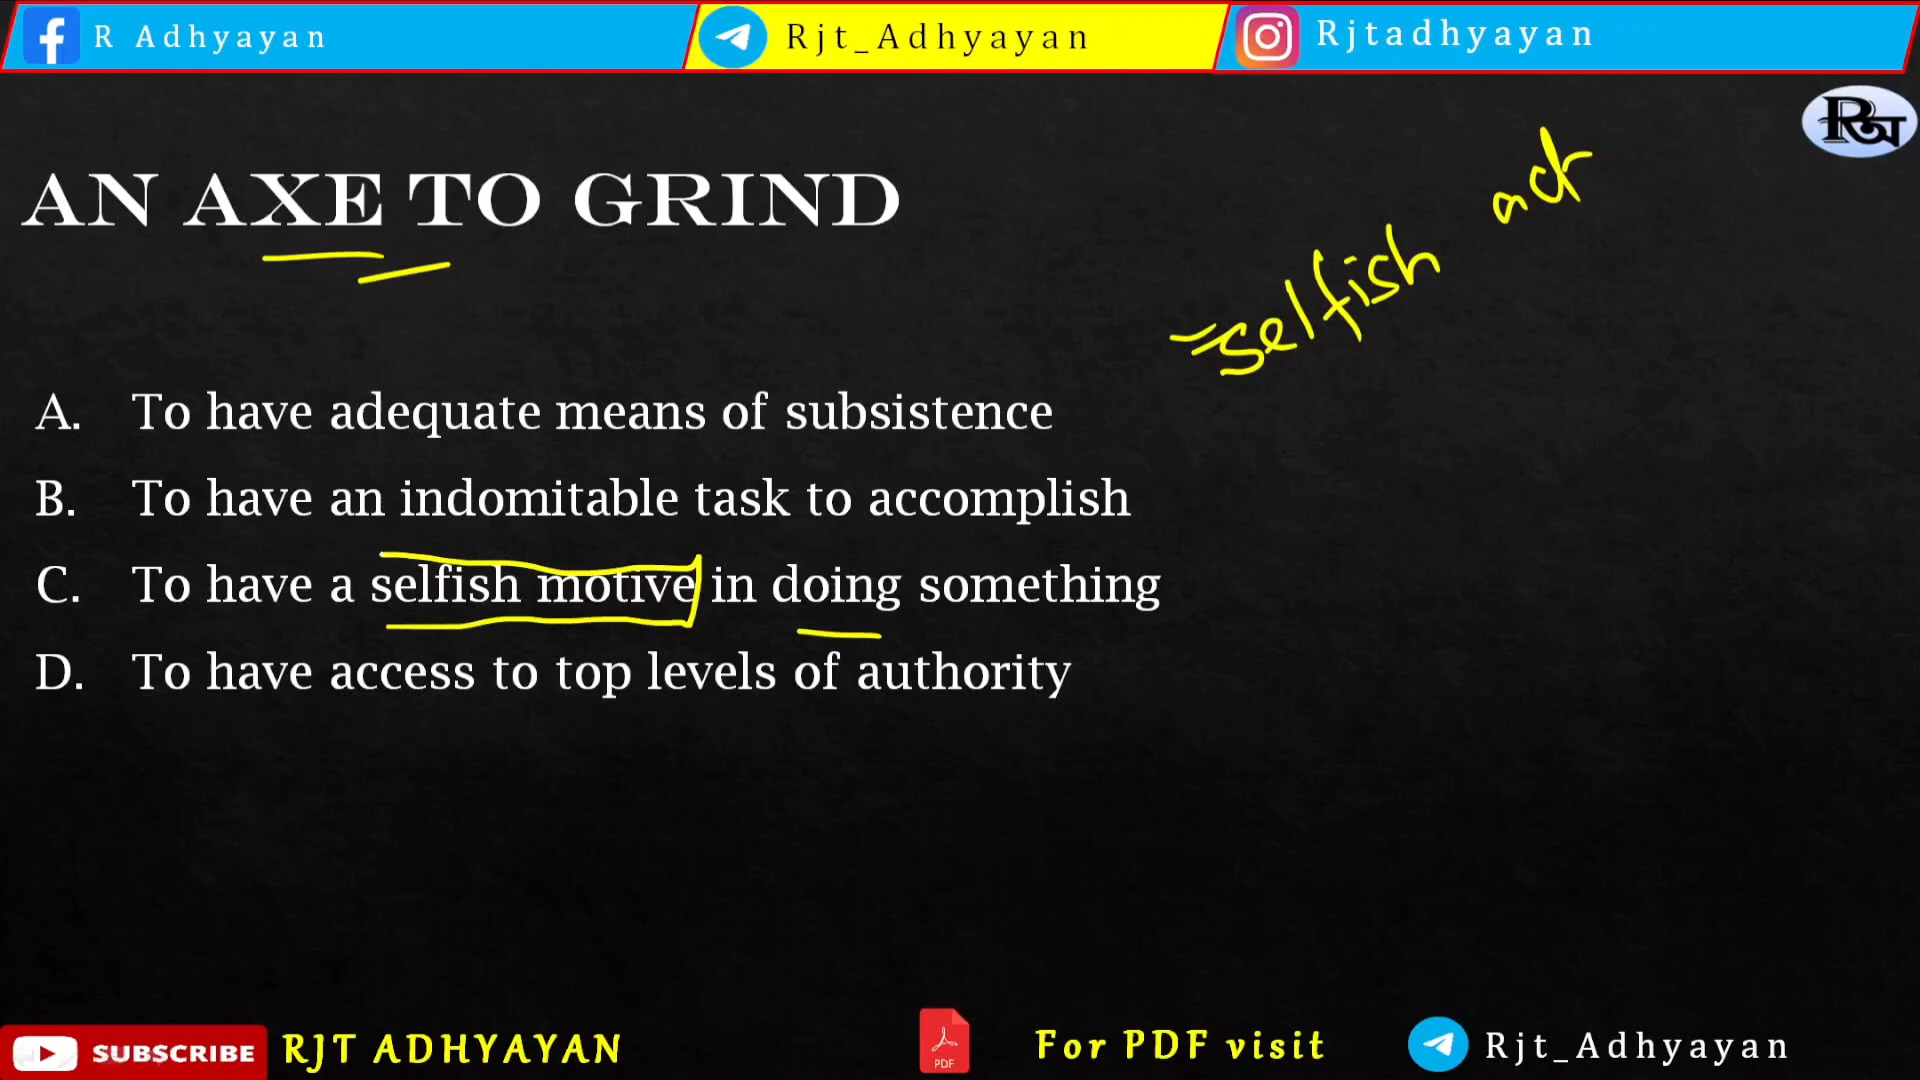 R Adhyayan
Rjt_Adhyayan
Rjtadhyayan
AN AXE TO GRIND
=selfish act
A. To have adequate means of subsistence
B. To have an indomitable task to accomplish
C. To have a selfish motive in doing something
D. To have access to top levels of authority
SUBSCRIBE
RJT ADHYAYAN
PDF
For PDF visit
Rjt_Adhyayan